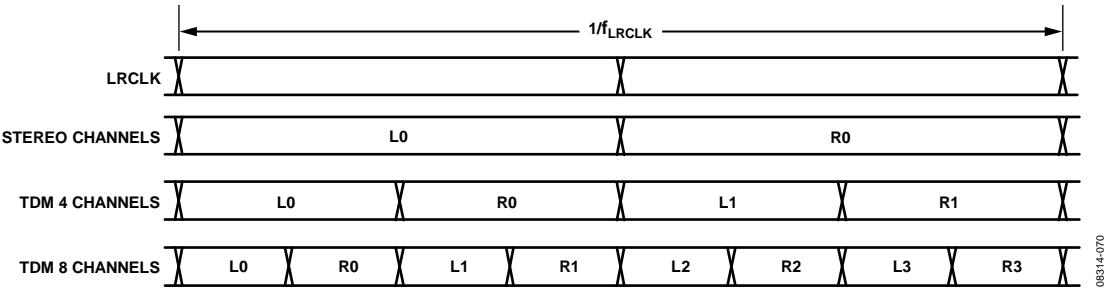 1/fLRCLK
LRCLK
STEREO CHANNELS L0 R0
TDM 4 CHANNELS L0 R0 L1 R1
TDM 8 CHANNELS L0 R0 L1 R1 L2 R2 L3 R3
08314-070